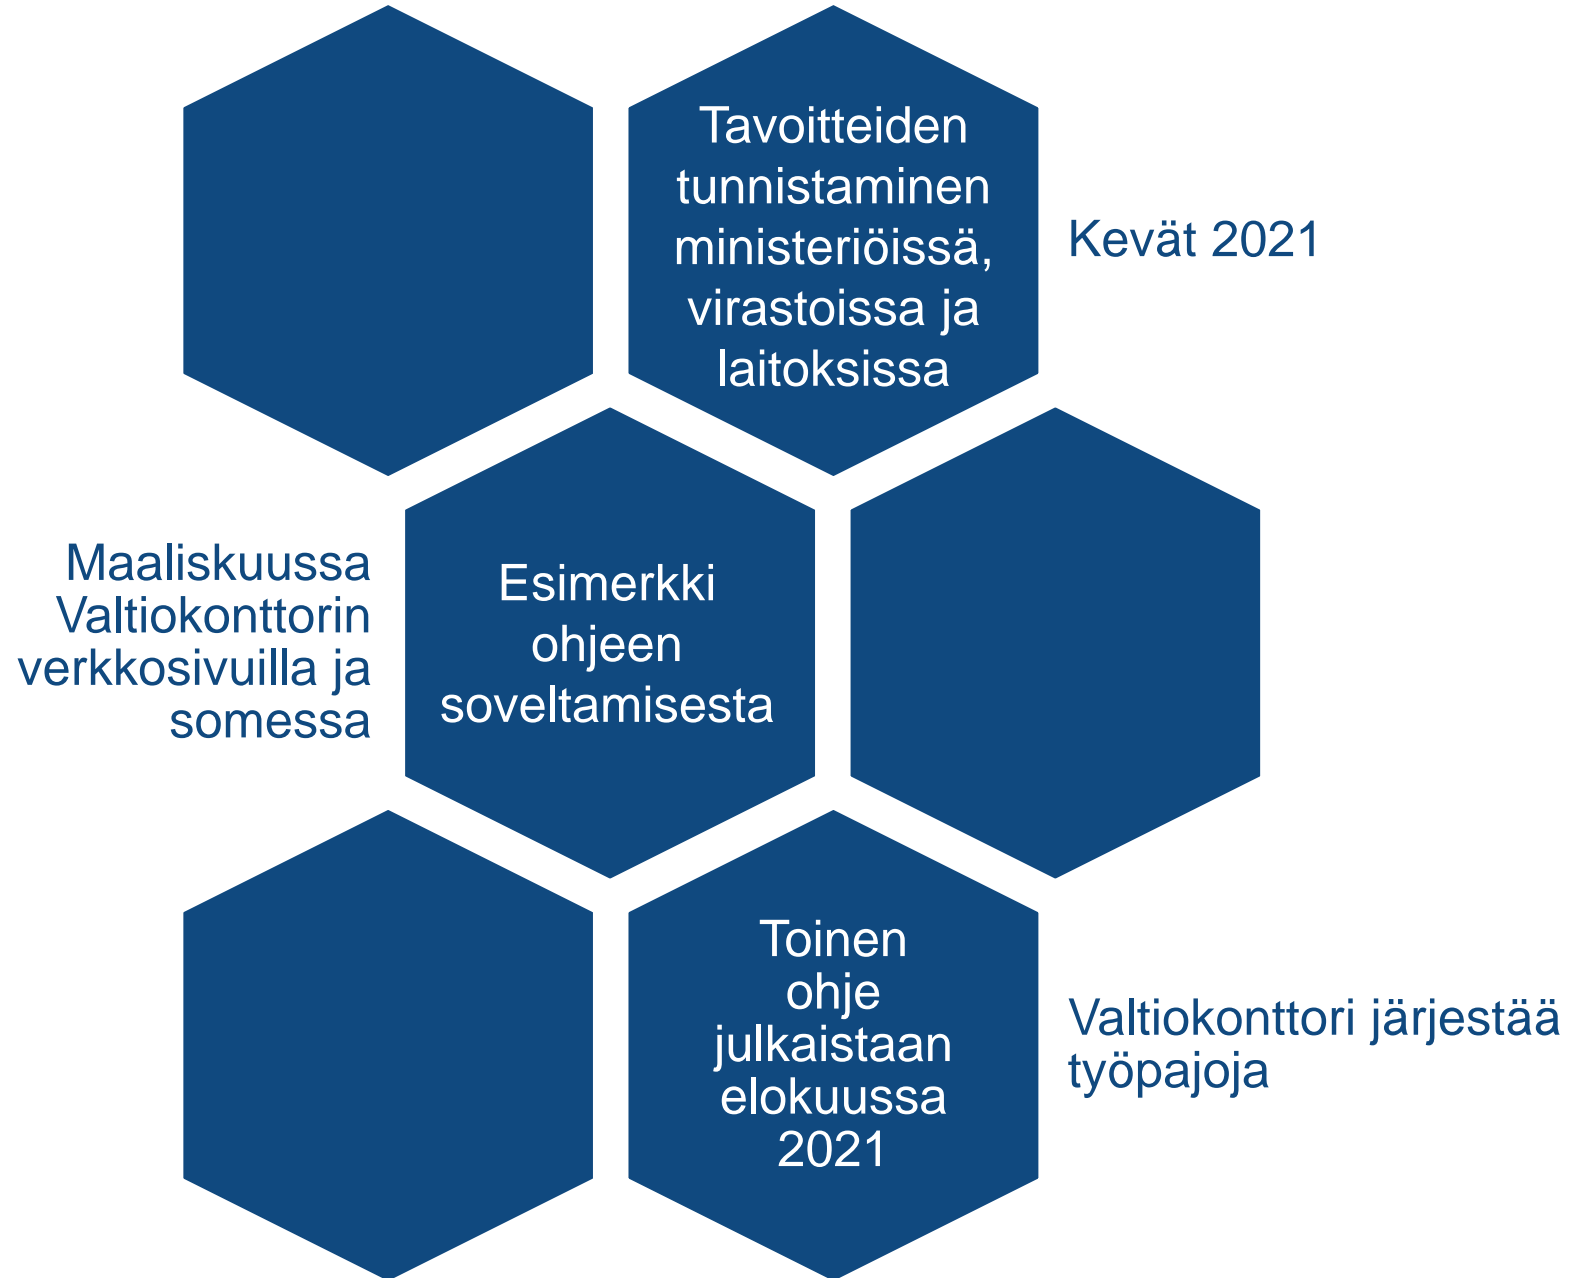 Tavoitteiden
tunnistaminen
ministeriöissä,
virastoissa ja
laitoksissa
Kevät 2021
Maaliskuussa
Valtiokonttorin
verkkosivuilla ja
somessa
Esimerkki
ohjeen
soveltamisesta
Toinen
ohje
julkaistaan
elokuussa
2021
Valtiokonttori järjestää
työpajoja